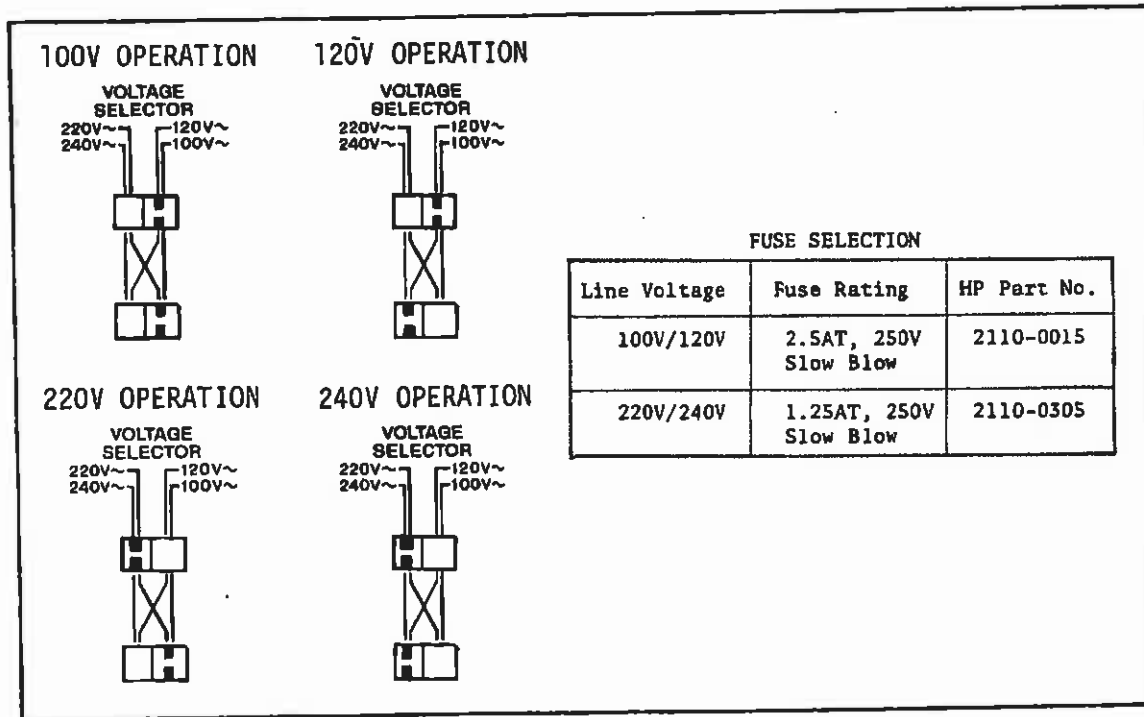 100V OPERATION
VOLTAGE
SELECTOR
220V~ 120V~
240V~ 100V~
120V OPERATION
VOLTAGE
SELECTOR
220V~ 120V~
240V~ 100V~
220V OPERATION
VOLTAGE
SELECTOR
220V~ 120V~
240V~ 100V~
240V OPERATION
VOLTAGE
SELECTOR
220V~ 120V~
240V~ 100V~
FUSE SELECTION
Line Voltage Fuse Rating HP Part No.
100V/120V 2.5AT, 250V 2110-0015
Slow Blow
220V/240V 1.25AT, 250V 2110-0305
Slow Blow